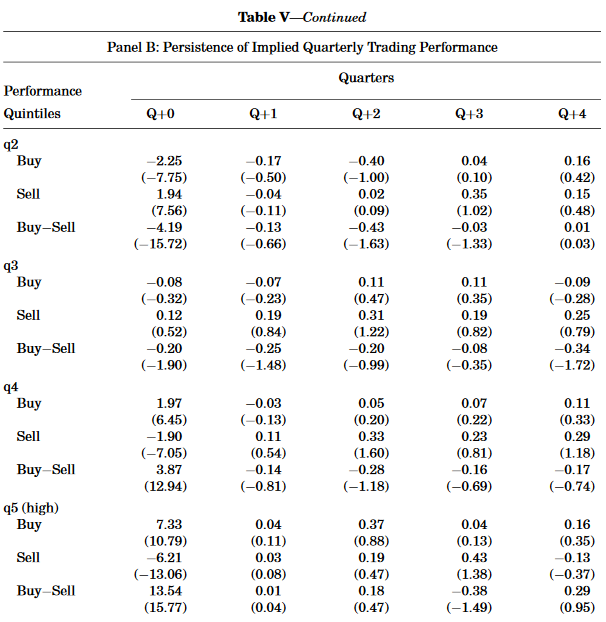 Table V—Continued
Panel B: Persistence of Implied Quarterly Trading Performance
Quarters
Performance
Quintiles Q+0 Q+1 Q+2 Q+3 Q+4
q2
Buy −2.25 −0.17 −0.40 0.04 0.16
(−7.75) (−0.50) (−1.00) (0.10) (0.42)
Sell 1.94 −0.04 0.02 0.35 0.15
(7.56) (−0.11) (0.09) (1.02) (0.48)
Buy−Sell −4.19 −0.13 −0.43 −0.03 0.01
(−15.72) (−0.66) (−1.63) (−1.33) (0.03)
q3
Buy −0.08 −0.07 0.11 0.11 −0.09
(−0.32) (−0.23) (0.47) (0.35) (−0.28)
Sell 0.12 0.19 0.31 0.19 0.25
(0.52) (0.84) (1.22) (0.82) (0.79)
Buy−Sell −0.20 −0.25 −0.20 −0.08 −0.34
(−1.90) (−1.48) (−0.99) (−0.35) (−1.72)
q4
Buy 1.97 −0.03 0.05 0.07 0.11
(6.45) (−0.13) (0.20) (0.22) (0.33)
Sell −1.90 0.11 0.33 0.23 0.29
(−7.05) (0.54) (1.60) (0.81) (1.18)
Buy−Sell 3.87 −0.14 −0.28 −0.16 −0.17
(12.94) (−0.81) (−1.18) (−0.69) (−0.74)
q5 (high)
Buy 7.33 0.04 0.37 0.04 0.16
(10.79) (0.11) (0.88) (0.13) (0.35)
Sell −6.21 0.03 0.19 0.43 −0.13
(−13.06) (0.08) (0.47) (1.38) (−0.37)
Buy−Sell 13.54 0.01 0.18 −0.38 0.29
(15.77) (0.04) (0.47) (−1.49) (0.95)